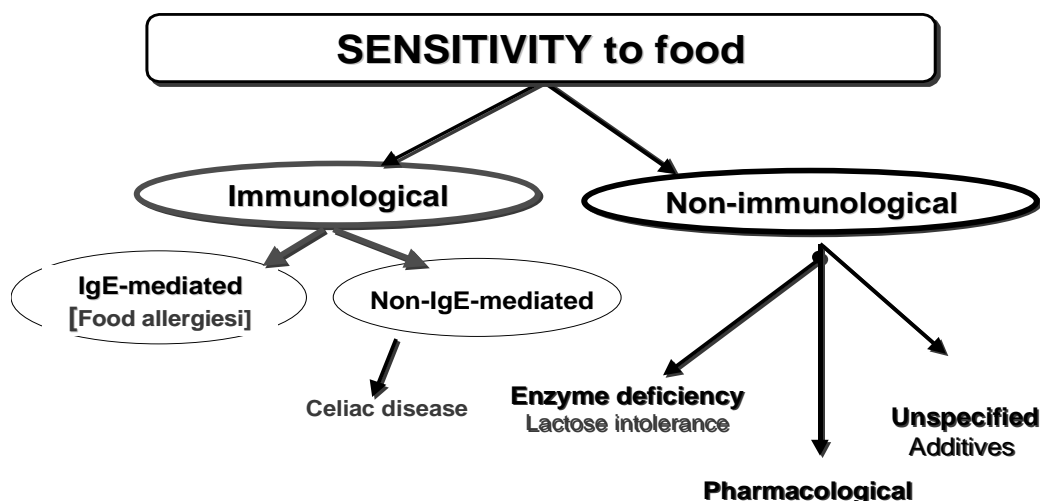 SENSITIVITY to food
Immunological
Non-immunological
IgE-mediated
[Food allergiesi]
Non-IgE-mediated
Celiac disease
Enzyme deficiency
Lactose intolerance
Unspecified
Additives
Pharmacological